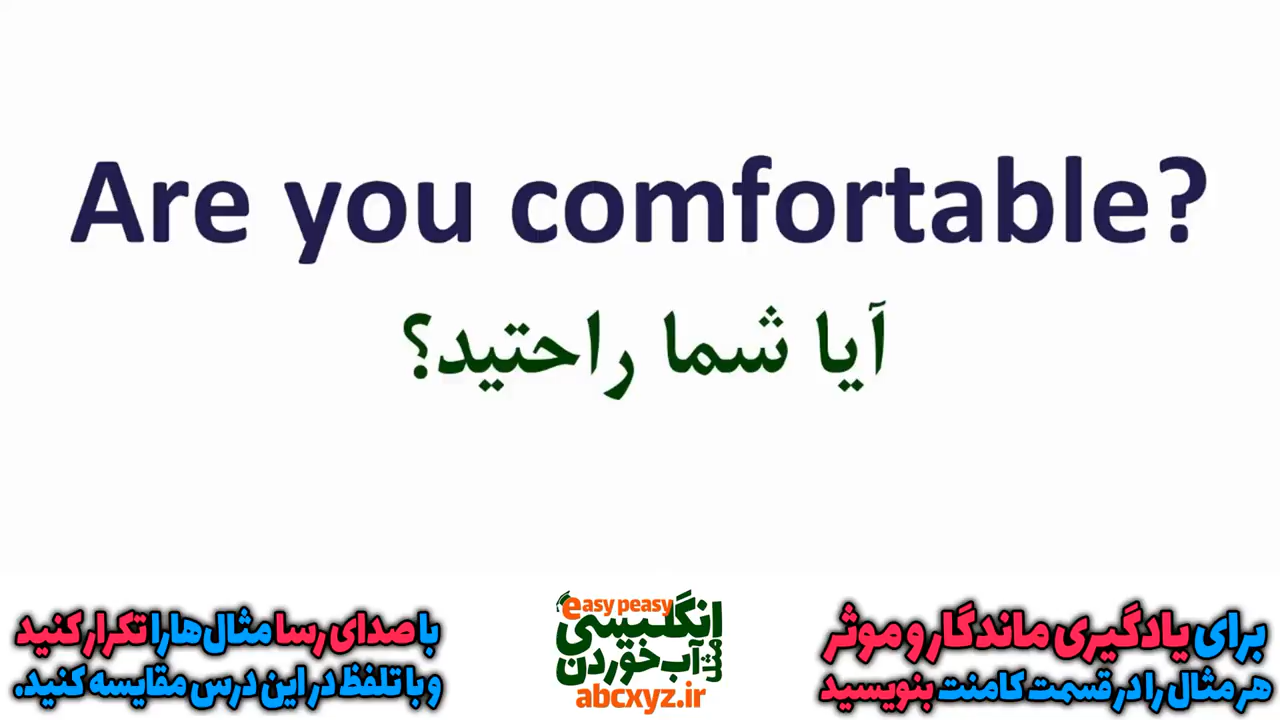 Are you comfortable?
آیا شما راحتید؟
برای یادگیری ماندگار و موثر
هر مثال را در قسمت کامنت بنویسید
easy peasy
انگلیسی
مثل آب خوردن
abcxyz.ir
با صدای رسا مثال‌ها را تکرار کنید
و با تلفظ در این درس مقایسه کنید.